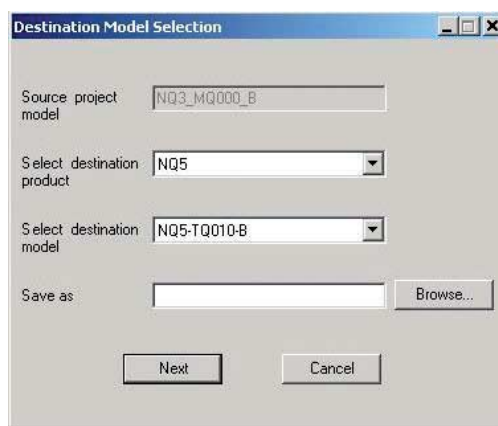 Destination Model Selection
Source project
model
NQ3_MQ000_B
Select destination
product
NQ5
Select destination
model
NQ5-TQ010-B
Save as
Browse...
Next
Cancel